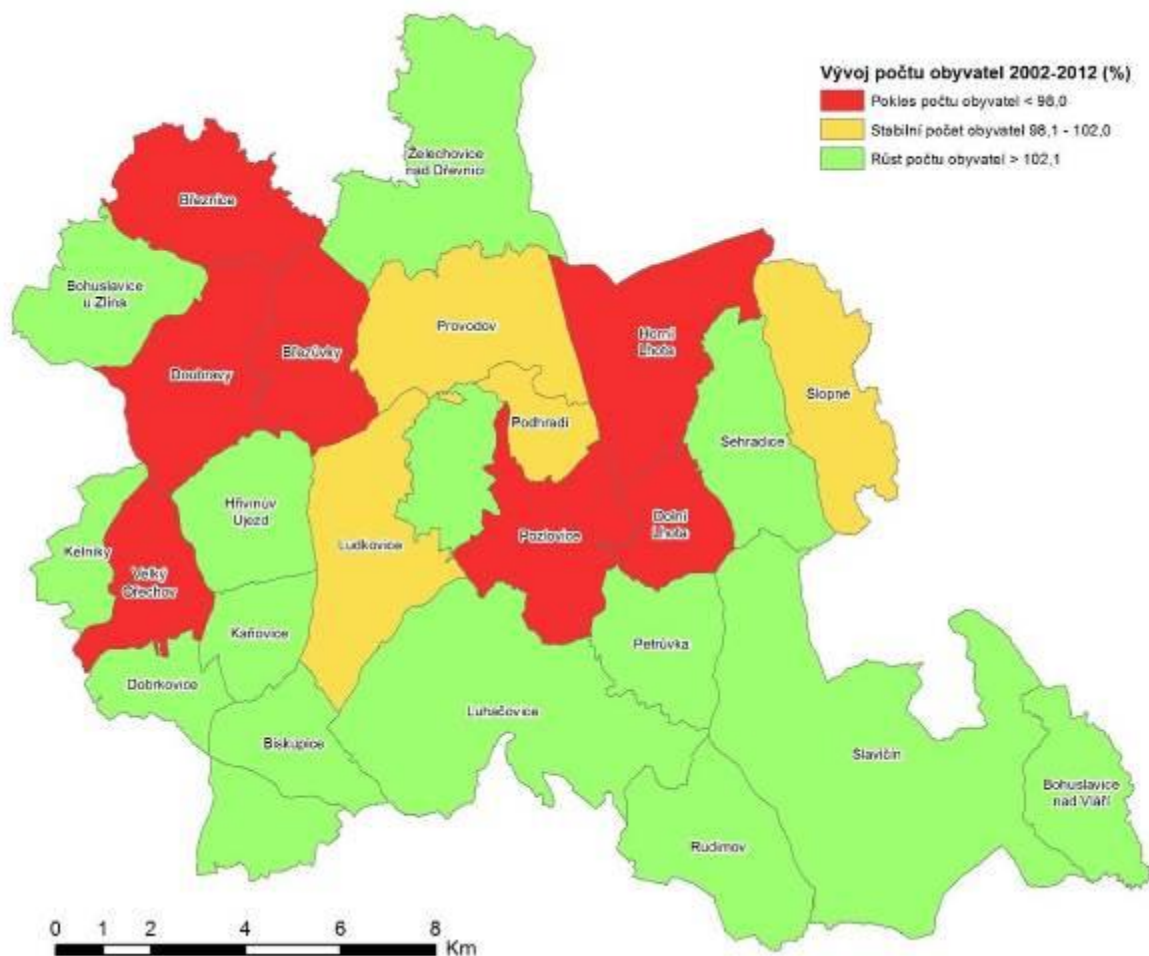 Vývoj počtu obyvatel 2002-2012 (%)
Pokles počtu obyvatel < 98,0
Stabilní počet obyvatel 98,1 - 102,0
Růst počtu obyvatel > 102,1
Želechovice
nad Dřevnicí
Březnice
Bohuslavice
u Zlína
Provodov
Horní
Lhota
Březůvky
Doubravy
Slopné
Podhradí
Sehradice
Hřivínův
Újezd
Pozlovice
Dolní
Lhota
Ludkovice
Kelníky
Velký
Ořechov
Kaňovice
Petrůvka
Dobrkovice
Luhačovice
Biskupice
Slavičín
Bohuslavice
nad Vláří
Rudimov
0 1 2 4 6 8
Km